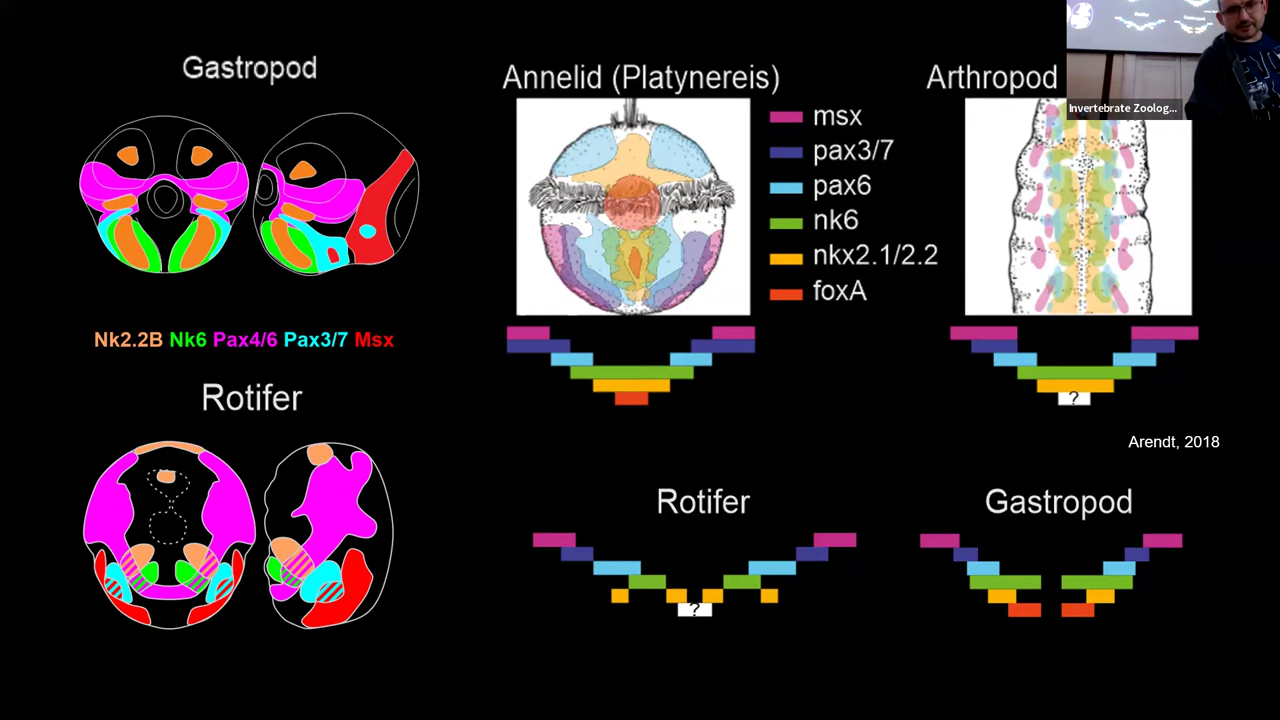 Gastropod
Annelid (Platynereis)
Arthropod
Invertebrate Zoolog...
msx
pax3/7
pax6
nk6
nkx2.1/2.2
foxA
Nk2.2B Nk6 Pax4/6 Pax3/7 Msx
Rotifer
?
Arendt, 2018
Rotifer
Gastropod
?